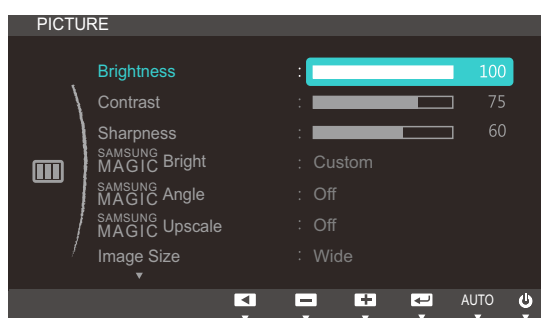 PICTURE
Brightness : 100
Contrast : 75
Sharpness : 60
SAMSUNG MAGIC Bright : Custom
SAMSUNG MAGIC Angle : Off
SAMSUNG MAGIC Upscale : Off
Image Size : Wide
AUTO